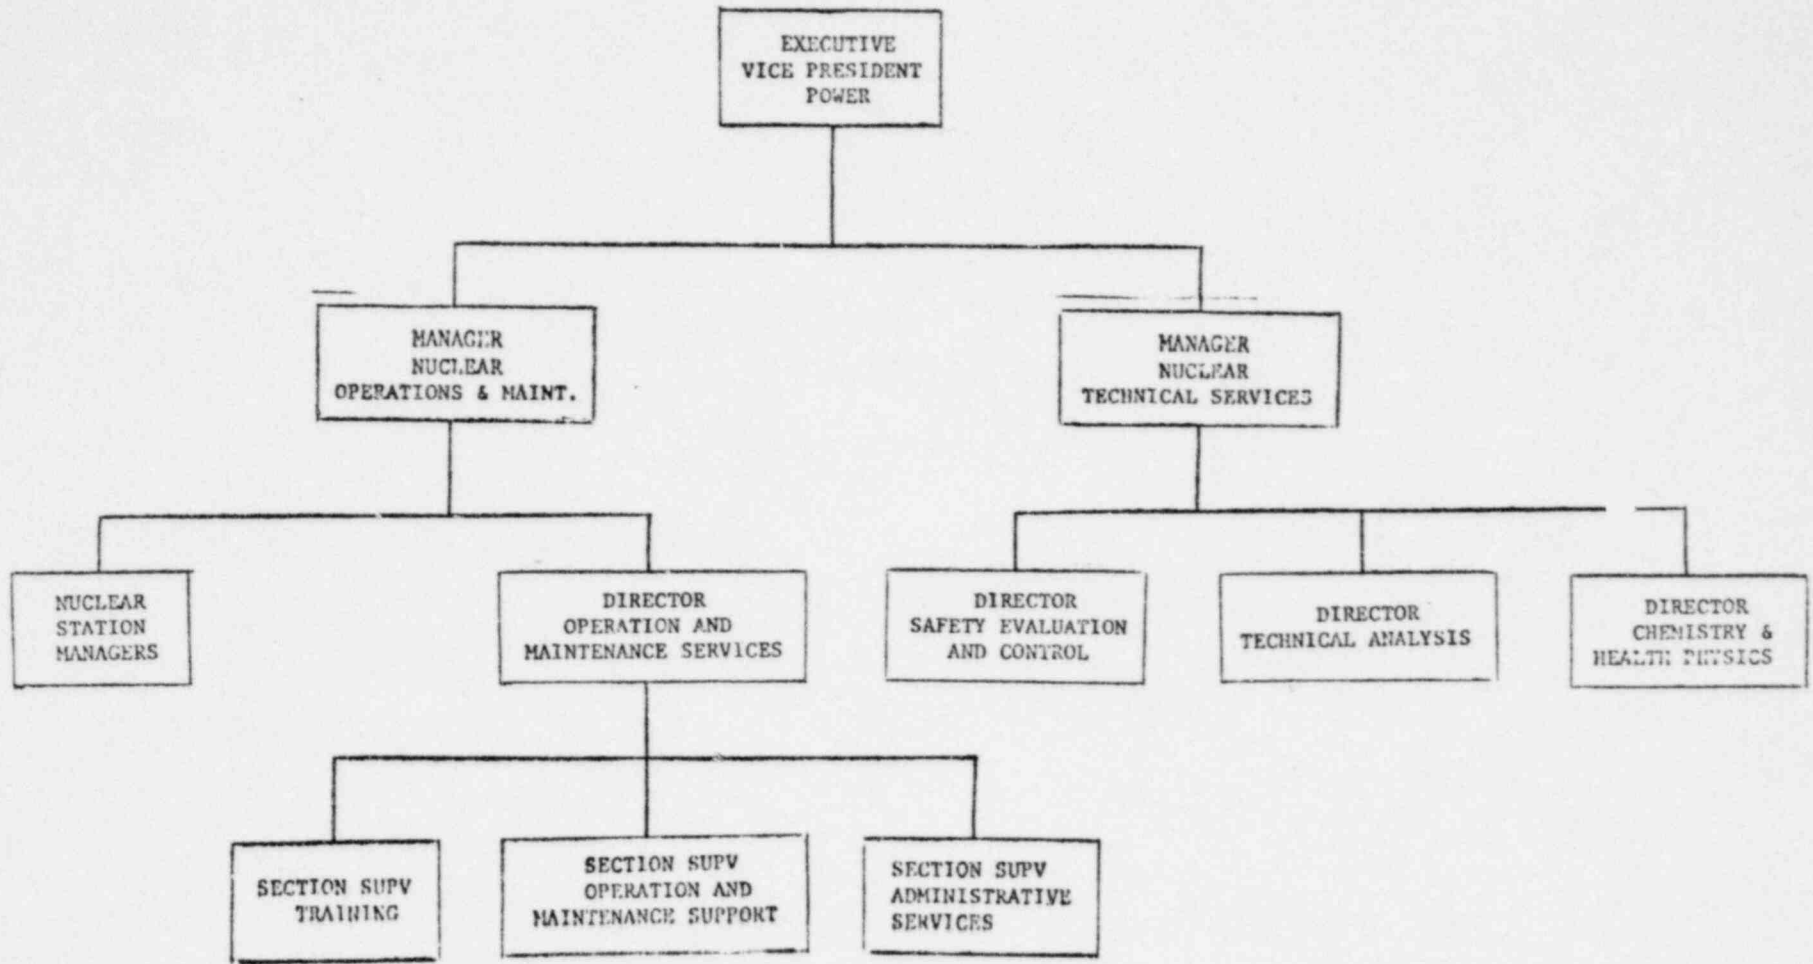 EXECUTIVE
VICE PRESIDENT
POWER
MANAGER
NUCLEAR
OPERATIONS & MAINT.
MANAGER
NUCLEAR
TECHNICAL SERVICES
NUCLEAR
STATION
MANAGERS
DIRECTOR
OPERATION AND
MAINTENANCE SERVICES
DIRECTOR
SAFETY EVALUATION
AND CONTROL
DIRECTOR
TECHNICAL ANALYSIS
DIRECTOR
CHEMISTRY &
HEALTH PHYSICS
SECTION SUPV
TRAINING
SECTION SUPV
OPERATION AND
MAINTENANCE SUPPORT
SECTION SUPV
ADMINISTRATIVE
SERVICES